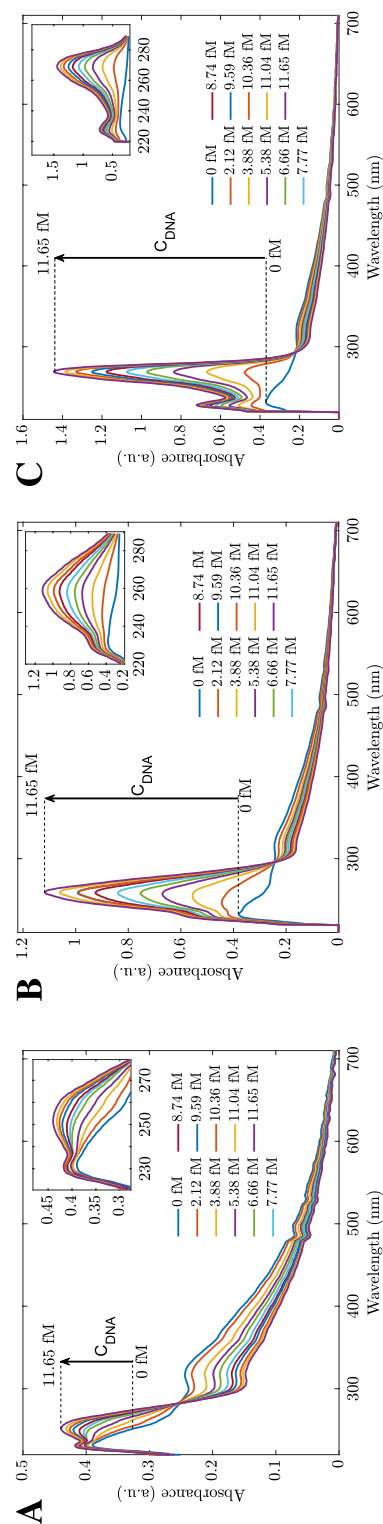 A
0.5
0.4
0.3
0.2
0.1
0
Absorbance (a.u.)
300
400
500
600
700
Wavelength (nm)
11.65 fM
0 fM
CDNA
0 fM
2.12 fM
3.88 fM
5.38 fM
6.66 fM
7.77 fM
8.74 fM
9.59 fM
10.36 fM
11.04 fM
11.65 fM
0.45
0.4
0.35
0.3
230
250
270
B
1
0.8
0.6
0.4
0.2
0
Absorbance (a.u.)
300
400
500
600
700
Wavelength (nm)
11.65 fM
0 fM
CDNA
0 fM
2.12 fM
3.88 fM
5.38 fM
6.66 fM
7.77 fM
8.74 fM
9.59 fM
10.36 fM
11.04 fM
11.65 fM
1.2
1
0.8
0.6
0.4
0.2
220
240
260
280
C
1.6
1.4
1.2
1
0.8
0.6
0.4
0.2
0
Absorbance (a.u.)
300
400
500
600
700
Wavelength (nm)
11.65 fM
0 fM
CDNA
0 fM
2.12 fM
3.88 fM
5.38 fM
6.66 fM
7.77 fM
8.74 fM
9.59 fM
10.36 fM
11.04 fM
11.65 fM
1.5
1
0.5
220
240
260
280